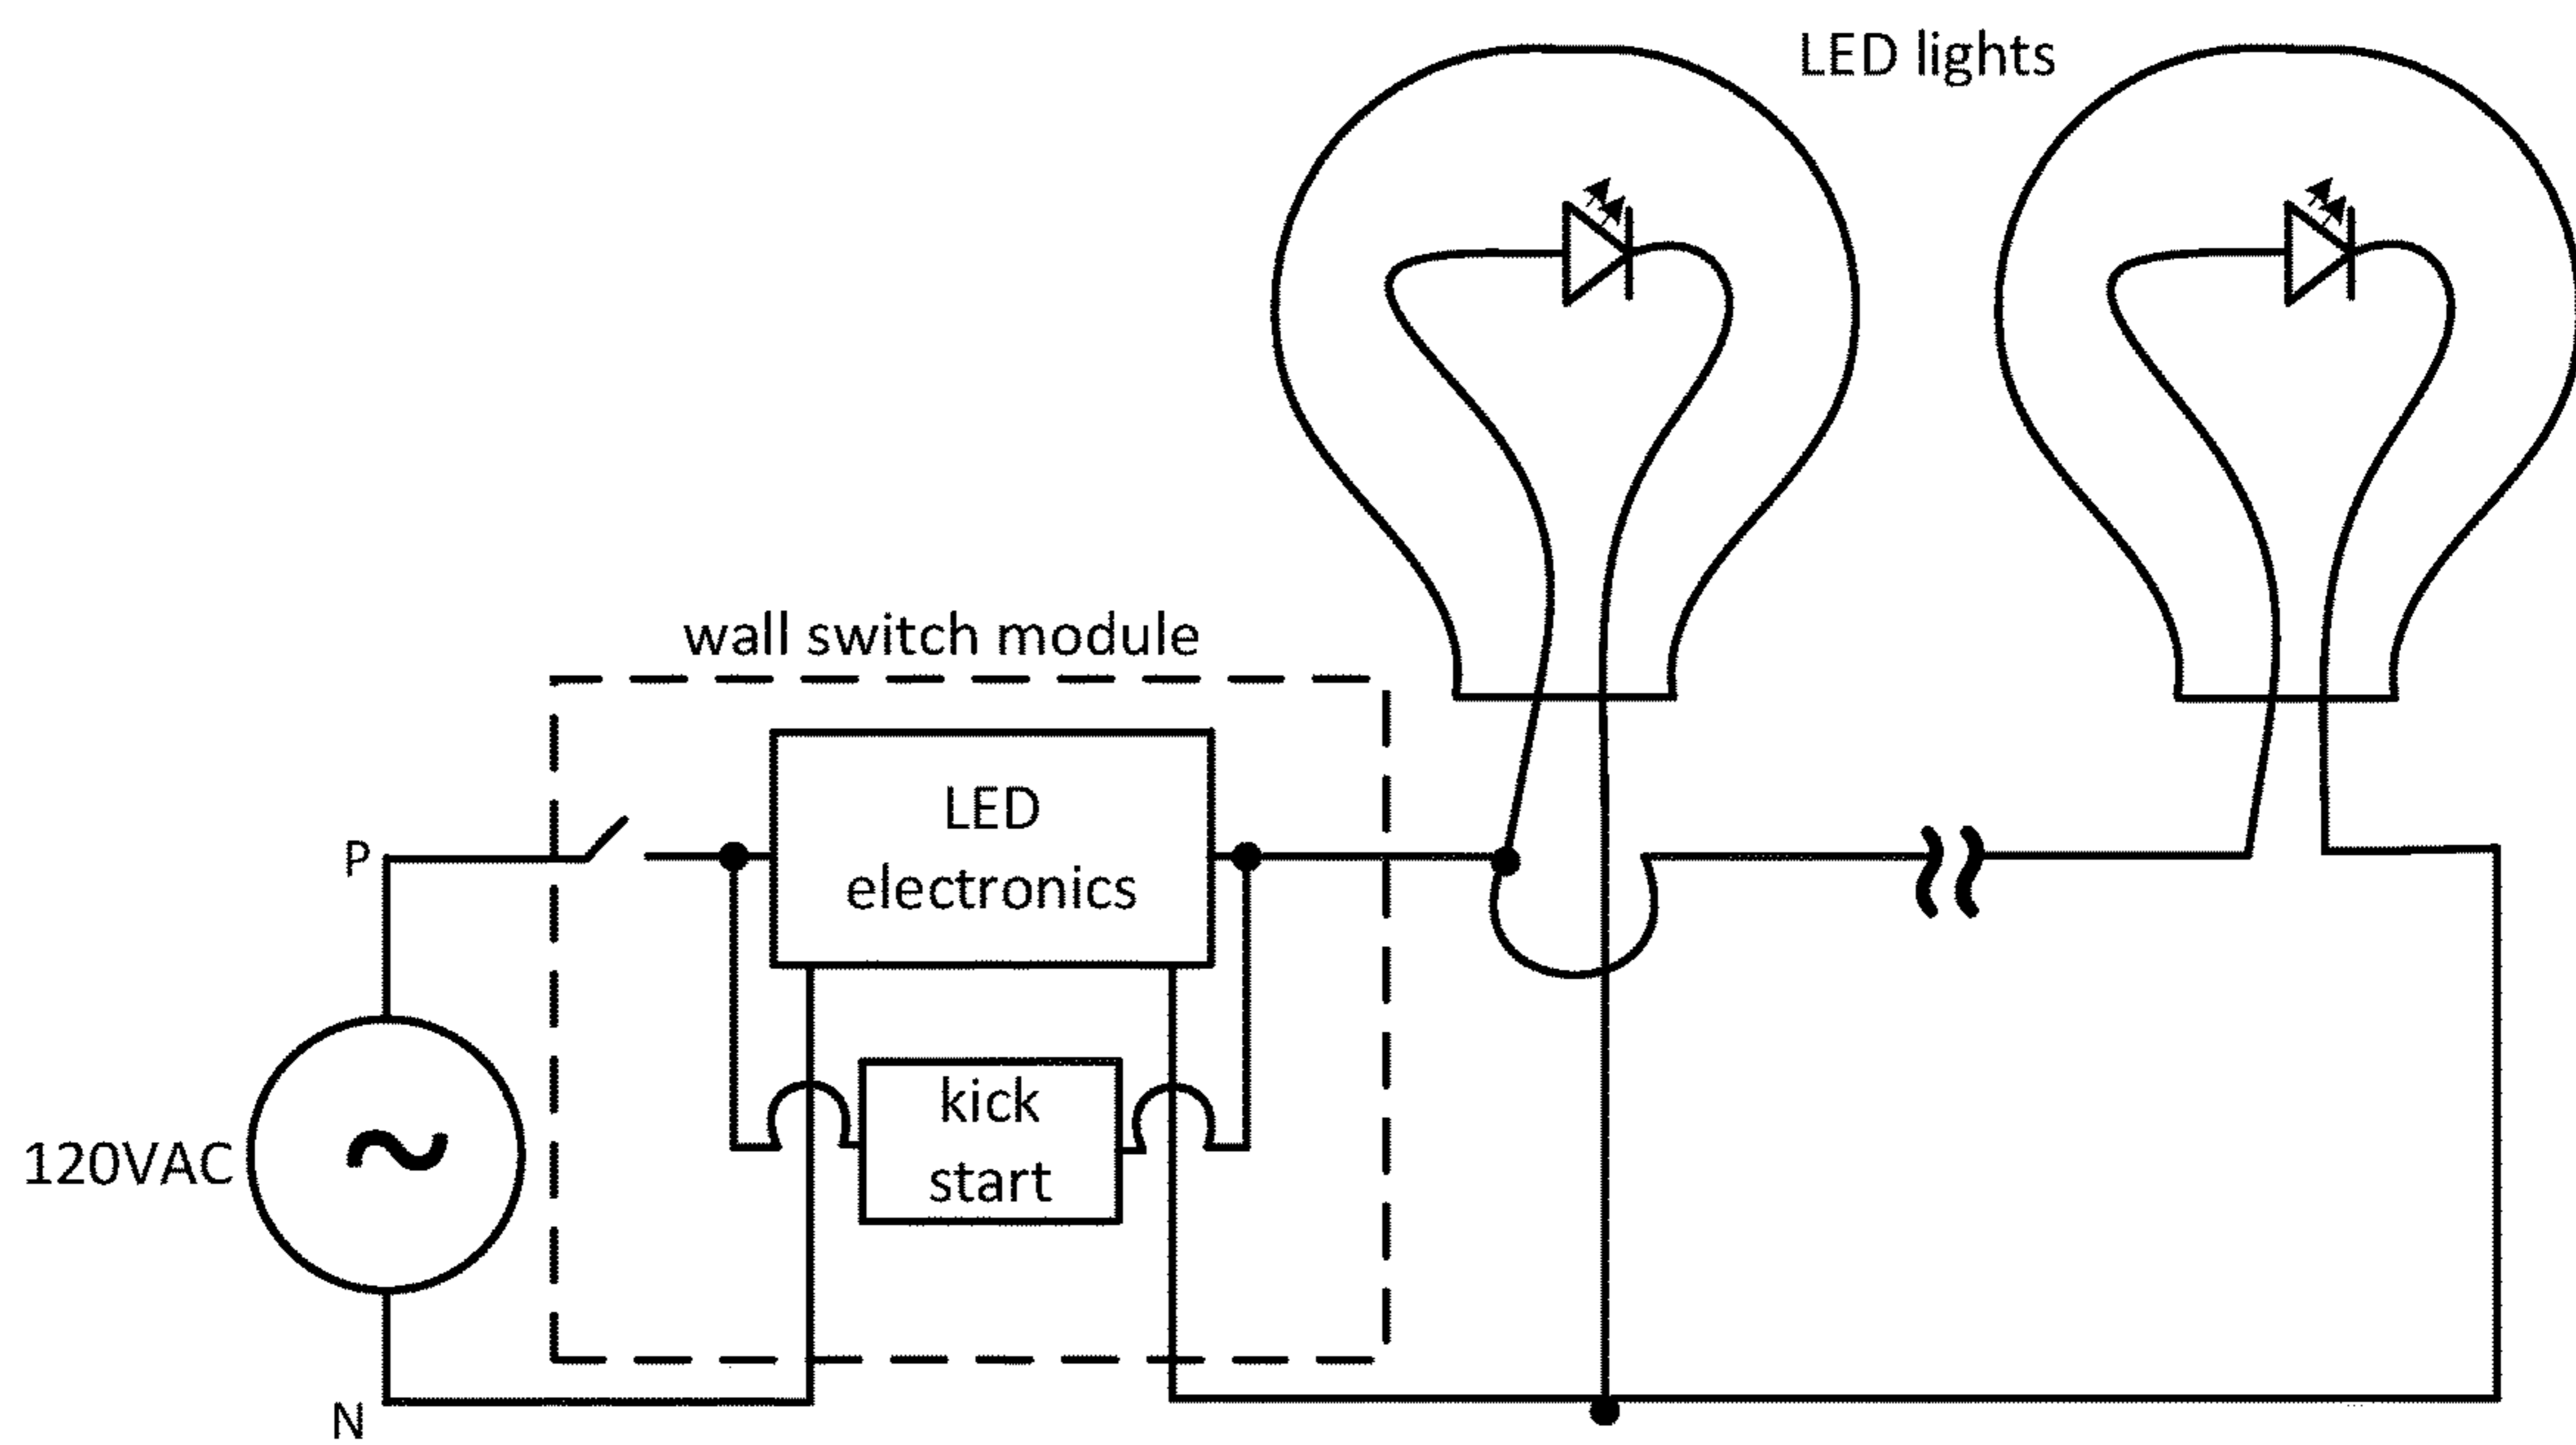 LED lights
wall switch module
LED
electronics
P
kick
start
120VAC
N